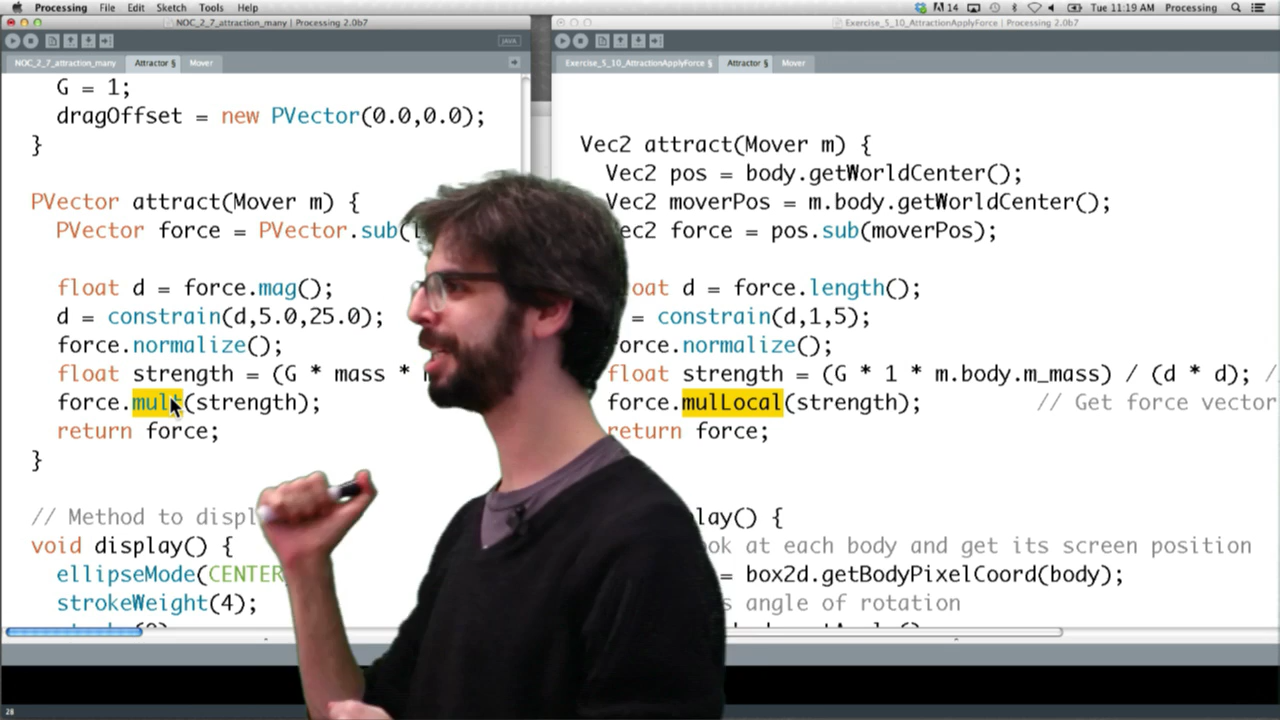 Processing File Edit Sketch Tools Help
14 Tue 11:19 AM Processing
NOC_2_7_attraction_many | Processing 2.0b7
JAVA
NOC_2_7_attraction_many Attractor § Mover
G = 1;
dragOffset = new PVector(0.0,0.0);
}
PVector attract(Mover m) {
PVector force = PVector.sub(
float d = force.mag();
d = constrain(d,5.0,25.0);
force.normalize();
float strength = (G * mass *
force.mult(strength);
return force;
}
// Method to displ
void display() {
ellipseMode(CENTER
strokeWeight(4);
28
Exercise_5_10_AttractionApplyForce | Processing 2.0b7
Exercise_5_10_AttractionApplyForce § Attractor § Mover
Vec2 attract(Mover m) {
Vec2 pos = body.getWorldCenter();
Vec2 moverPos = m.body.getWorldCenter();
Vec2 force = pos.sub(moverPos);
oat d = force.length();
= constrain(d,1,5);
force.normalize();
float strength = (G * 1 * m.body.m_mass) / (d * d); /
force.mulLocal(strength); // Get force vector
return force;
play() {
ok at each body and get its screen position
= box2d.getBodyPixelCoord(body);
s angle of rotation